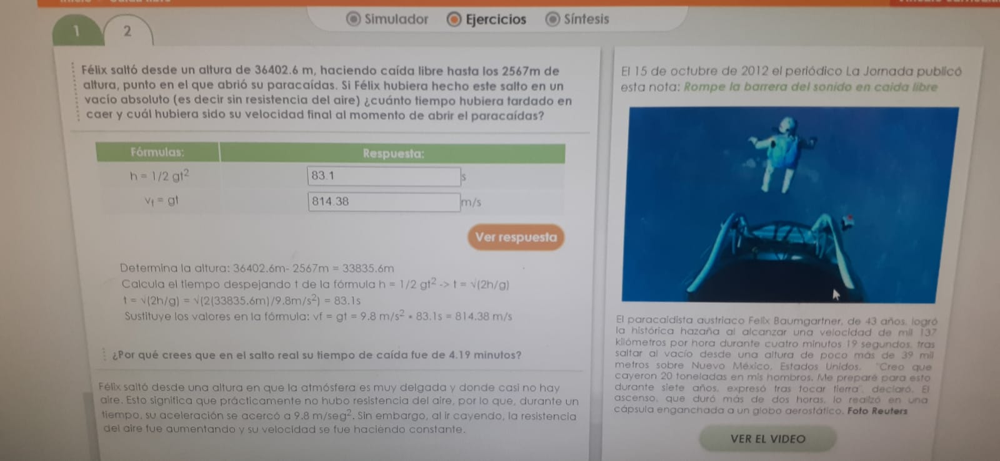 Simulador
Ejercicios
Síntesis
1
2
Félix saltó desde un altura de 36402.6 m, haciendo caída libre hasta los 2567m de
altura, punto en el que abrió su paracaídas. Si Félix hubiera hecho este salto en un
vacío absoluto (es decir sin resistencia del aire) ¿cuánto tiempo hubiera tardado en
caer y cuál hubiera sido su velocidad final al momento de abrir el paracaídas?
Fórmulas:
Respuesta:
h = 1/2 gt²
83.1
s
vf = gt
814.38
m/s
Ver respuesta
Determina la altura: 36402.6m- 2567m = 33835.6m
Calcula el tiempo despejando t de la fórmula h = 1/2 gt² -> t = √(2h/g)
t = √(2h/g) = √(2(33835.6m)/9.8m/s²) = 83.1s
Sustituye los valores en la fórmula: vf = gt = 9.8 m/s² * 83.1s = 814.38 m/s
¿Por qué crees que en el salto real su tiempo de caída fue de 4.19 minutos?
Félix saltó desde una altura en que la atmósfera es muy delgada y donde casi no hay
aire. Esto significa que prácticamente no hubo resistencia del aire, por lo que, durante un
tiempo, su aceleración se acercó a 9.8 m/seg². Sin embargo, al ir cayendo, la resistencia
del aire fue aumentando y su velocidad se fue haciendo constante.
El 15 de octubre de 2012 el periódico La Jornada publicó
esta nota: Rompe la barrera del sonido en caida libre
El paracaidista austriaco Felix Baumgartner, de 43 años, logró
la histórica hazaña al alcanzar una velocidad de mil 137
kilómetros por hora durante cuatro minutos 19 segundos, tras
saltar al vacío desde una altura de poco más de 39 mil
metros sobre Nuevo México, Estados Unidos. "Creo que
cayeron 20 toneladas en mis hombros. Me preparé para esto
durante siete años, expresó tras tocar tierra", declaró. El
ascenso, que duró más de dos horas, lo realizó en una
cápsula enganchada a un globo aerostático. Foto Reuters
VER EL VIDEO